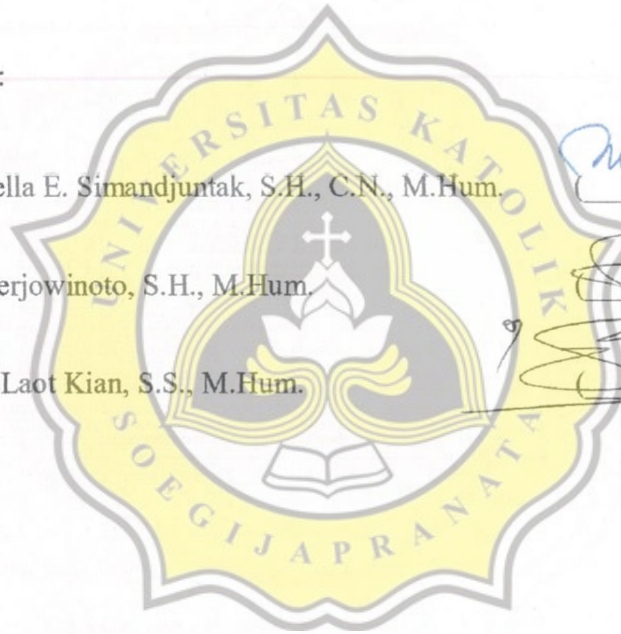 :
UNIVERSITAS KATOLIK
ella E. Simandjuntak, S.H., C.N., M.Hum.
erjowinoto, S.H., M.Hum.
Laot Kian, S.S., M.Hum.
SOEGIJAPRANATA